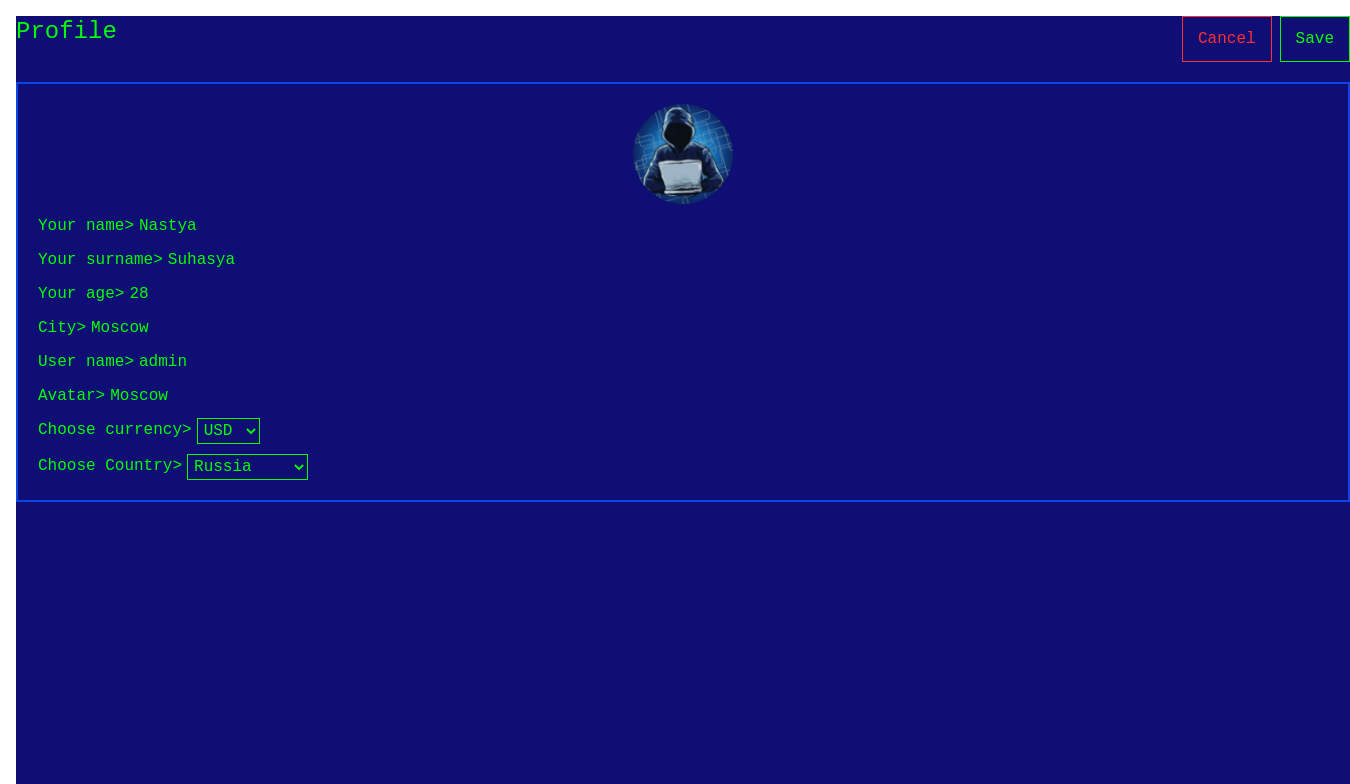 Profile
Cancel
Save
Your name> Nastya
Your surname> Suhasya
Your age> 28
City> Moscow
User name> admin
Avatar> Moscow
Choose currency> USD
Choose Country> Russia